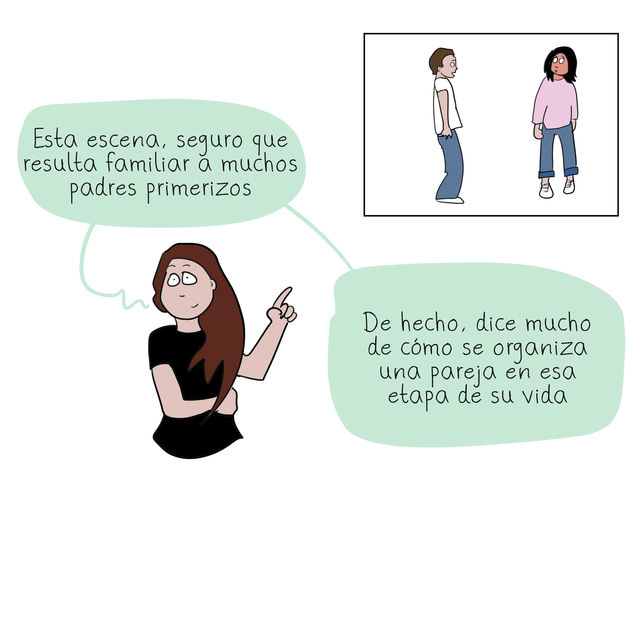 Esta escena, seguro que
resulta familiar a muchos
padres primerizos
De hecho, dice mucho
de cómo se organiza
una pareja en esa
etapa de su vida